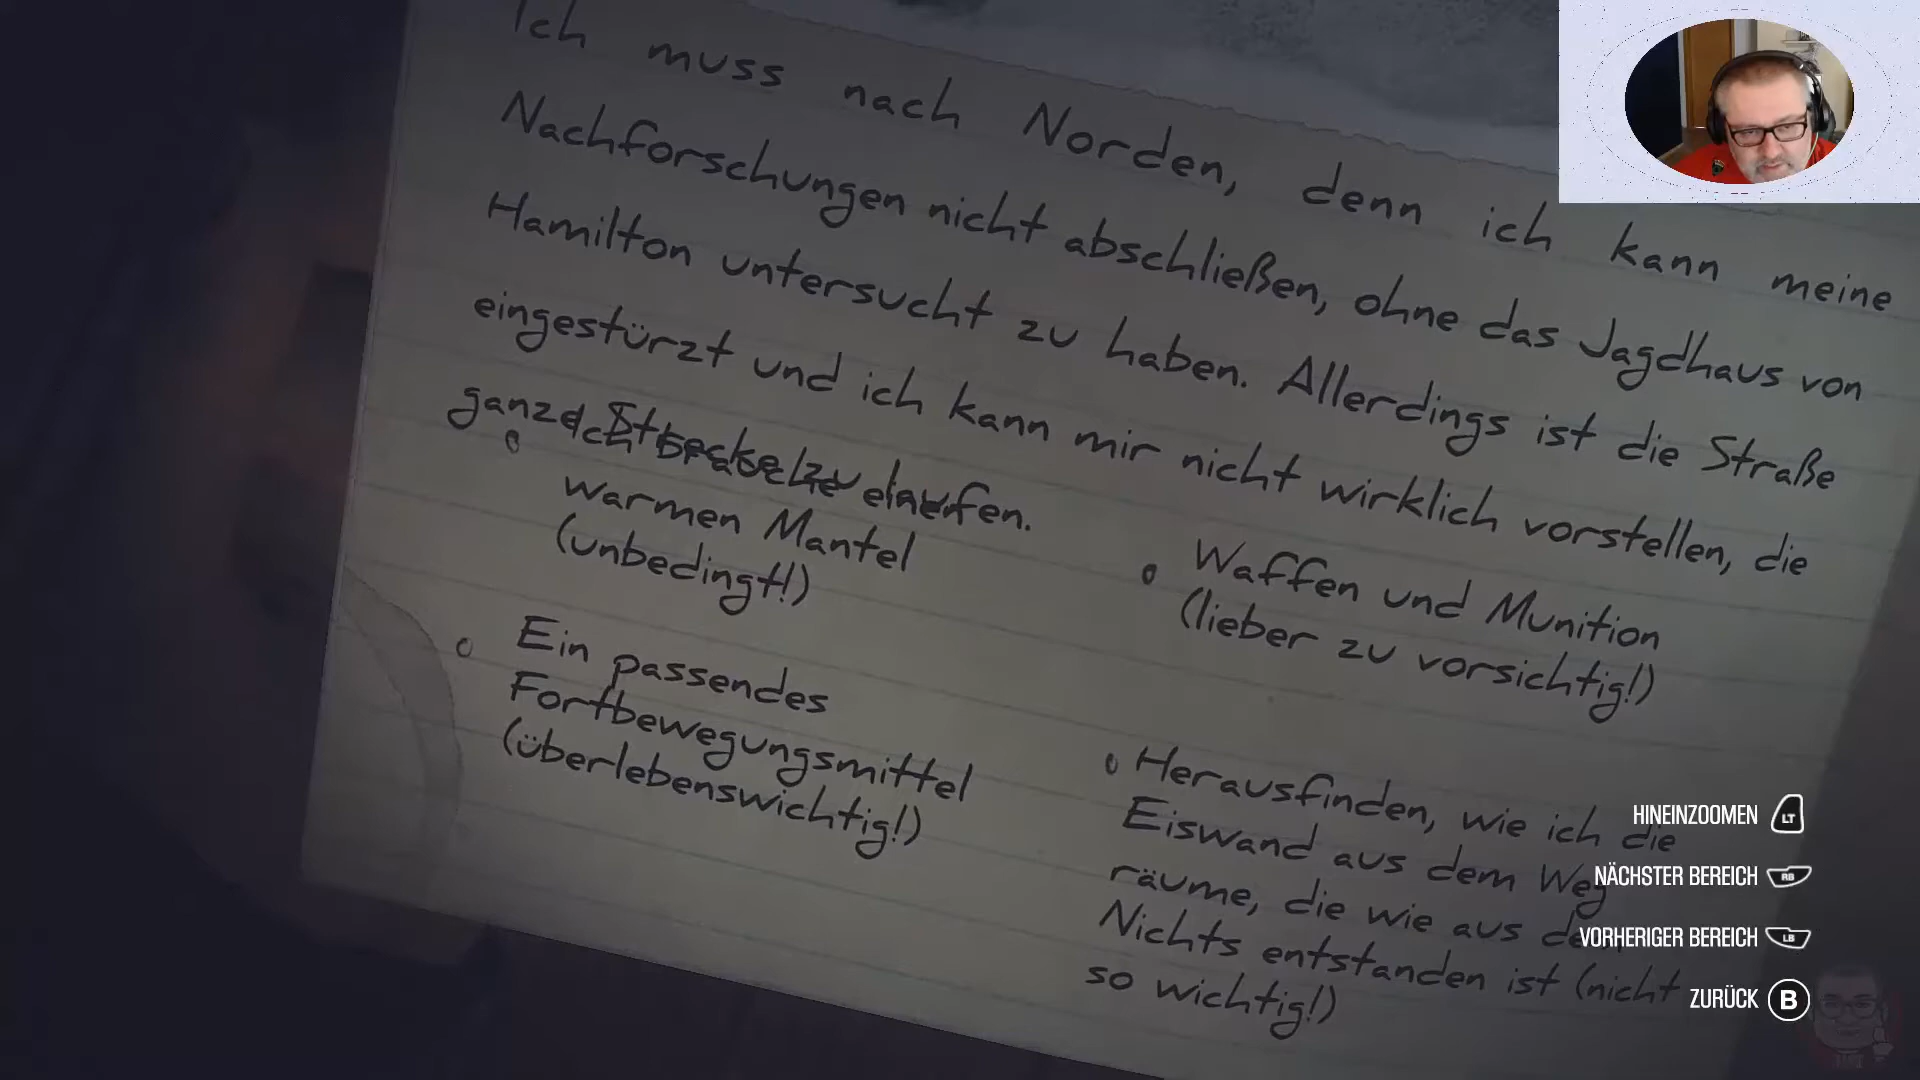 Ich muss nach Norden, denn ich kann meine
Nachforschungen nicht abschließen, ohne das Jagdhaus von
Hamilton untersucht zu haben. Allerdings ist die Straße
eingestürzt und ich kann mir nicht wirklich vorstellen, die
ganze Strecke zu laufen.
Ich brauche einen
warmen Mantel
(unbedingt!)
Waffen und Munition
(lieber zu vorsichtig!)
Ein passendes
Fortbewegungsmittel
(überlebenswichtig!)
Herausfinden, wie ich die
Eiswand aus dem Weg
räume, die wie aus dem
Nichts entstanden ist (nicht
so wichtig!)
HINEINZOOMEN LT
NÄCHSTER BEREICH RB
VORHERIGER BEREICH LB
ZURÜCK B